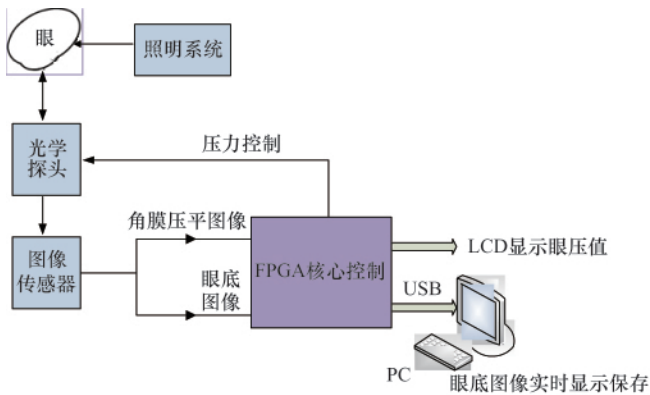 眼
照明系统
光学
探头
压力控制
角膜压平图像
图像
传感器
眼底
图像
FPGA核心控制
LCD显示眼压值
USB
PC
眼底图像实时显示保存